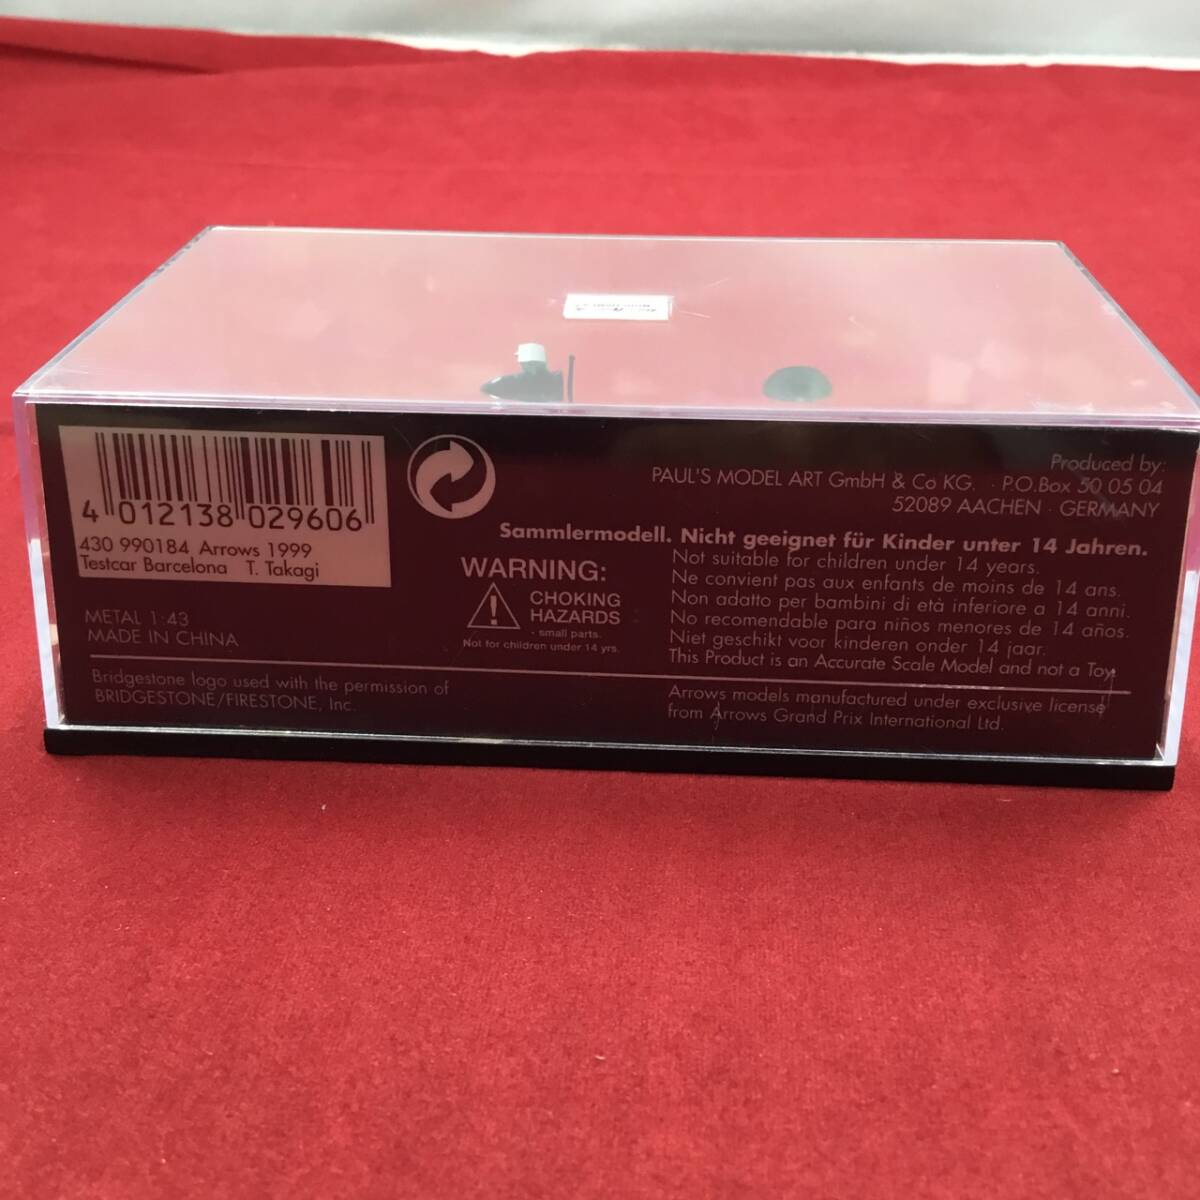 4 012138 029606
430 990184 Arrows 1999
Testcar Barcelona T. Takagi
METAL 1:43
MADE IN CHINA
Produced by:
PAUL'S MODEL ART GmbH & Co KG. · P.O.Box 50 05 04
52089 AACHEN · GERMANY
Sammlermodell. Nicht geeignet für Kinder unter 14 Jahren.
WARNING:
CHOKING
HAZARDS
- small parts.
Not for children under 14 yrs.
Not suitable for children under 14 years.
Ne convient pas aux enfants de moins de 14 ans.
Non adatto per bambini di età inferiore a 14 anni.
No recomendable para niños menores de 14 años.
Niet geschikt voor kinderen onder 14 jaar.
This Product is an Accurate Scale Model and not a Toy.
Bridgestone logo used with the permission of
BRIDGESTONE/FIRESTONE, Inc.
Arrows models manufactured under exclusive license
from Arrows Grand Prix International Ltd.